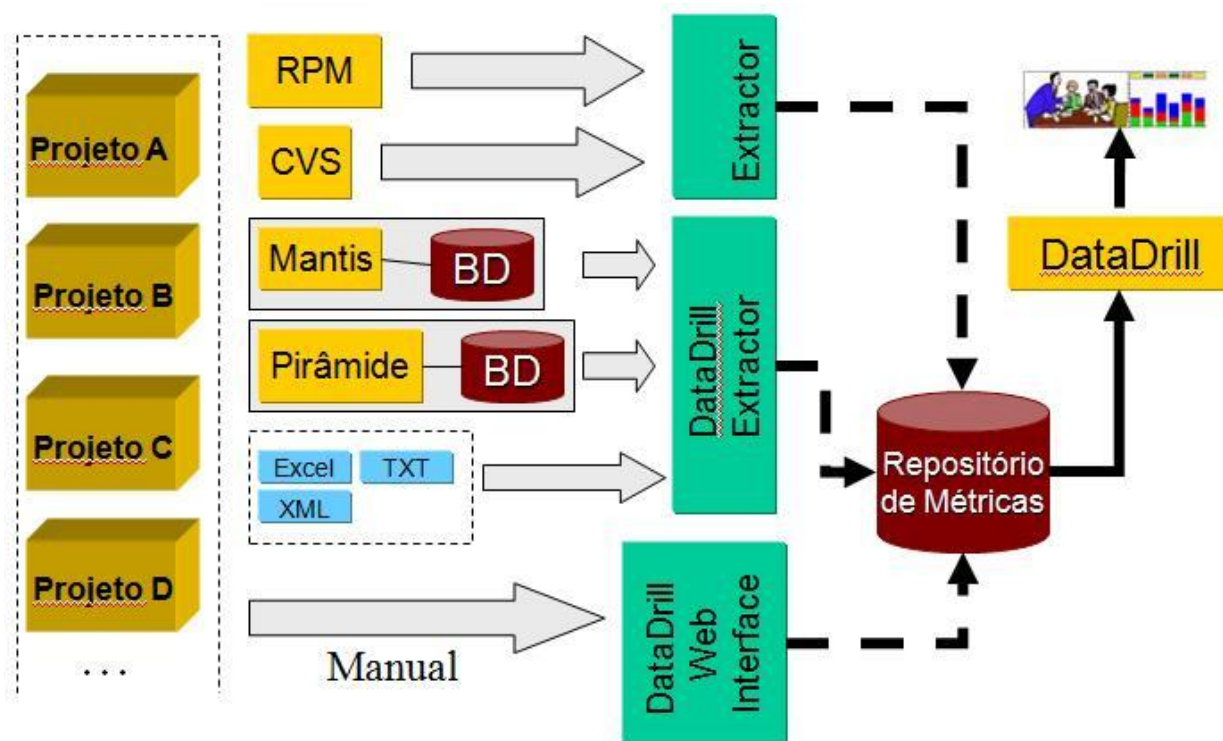 Projeto A
Projeto B
Projeto C
Projeto D
...
RPM
CVS
Mantis
BD
Pirâmide
BD
Excel
TXT
XML
Manual
Extractor
DataDrill
Extractor
DataDrill
Web
Interface
Repositório
de Métricas
DataDrill